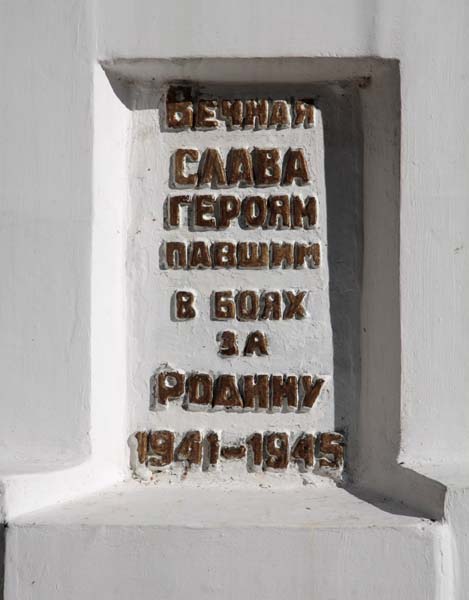 ВЕЧНАЯ
СЛАВА
ГЕРОЯМ
ПАВШИМ
В БОЯХ
ЗА
РОДИНУ
1941-1945